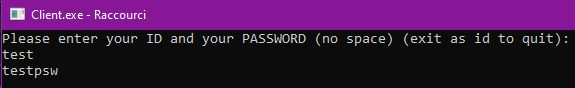 Client.exe - Raccourci
Please enter your ID and your PASSWORD (no space) (exit as id to quit):
test
testpsw